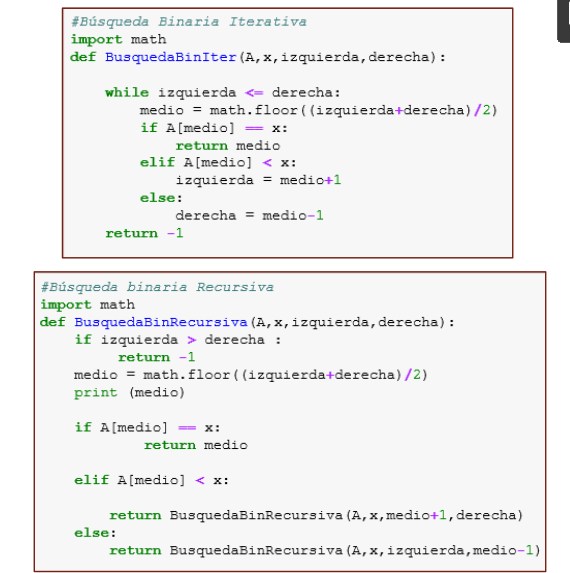 #Búsqueda Binaria Iterativa
import math
def BusquedaBinIter(A,x,izquierda,derecha):
    while izquierda <= derecha:
        medio = math.floor((izquierda+derecha)/2)
        if A[medio] == x:
            return medio
        elif A[medio] < x:
            izquierda = medio+1
        else:
            derecha = medio-1
    return -1
#Búsqueda binaria Recursiva
import math
def BusquedaBinRecursiva(A,x,izquierda,derecha):
    if izquierda > derecha :
         return -1
    medio = math.floor((izquierda+derecha)/2)
    print (medio)
    if A[medio] == x:
            return medio
    elif A[medio] < x:
        return BusquedaBinRecursiva(A,x,medio+1,derecha)
    else:
        return BusquedaBinRecursiva(A,x,izquierda,medio-1)